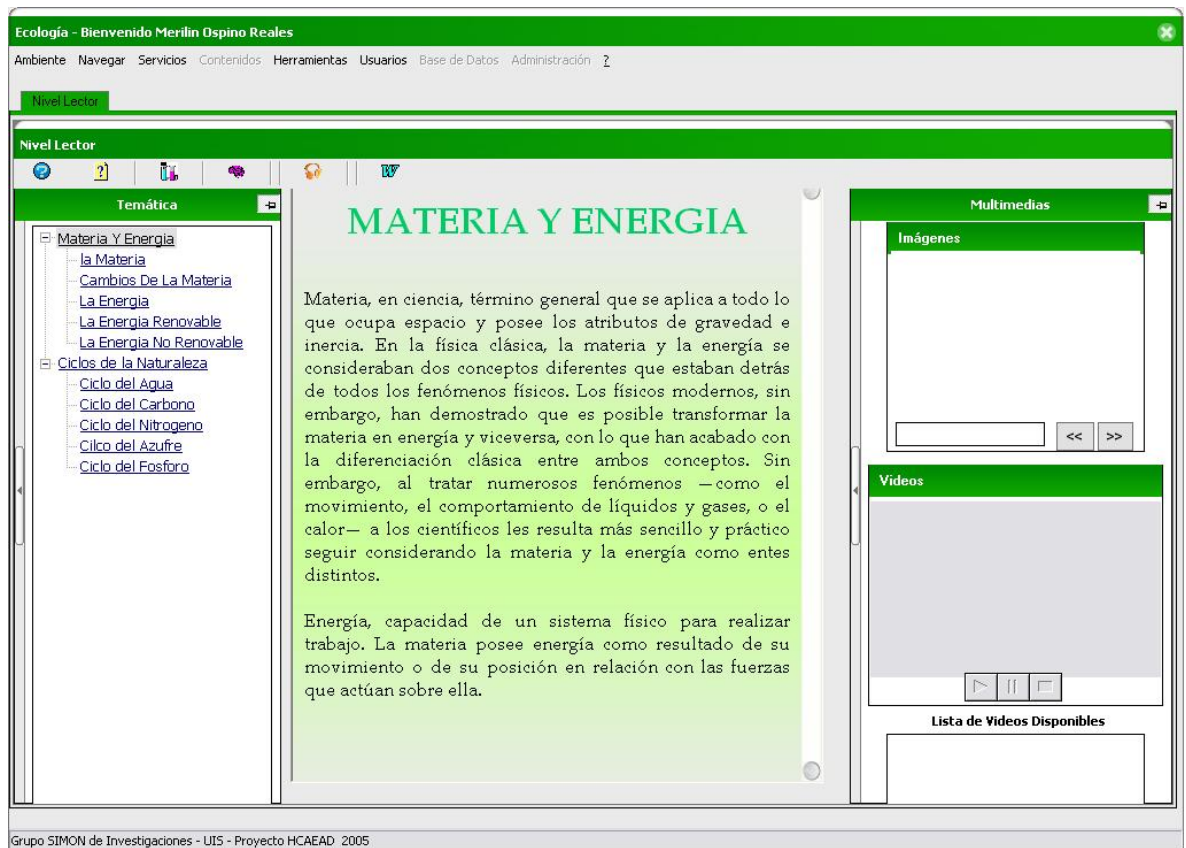 Ecología - Bienvenido Merilin Ospino Reales
Ambiente Navegar Servicios Contenidos Herramientas Usuarios Base de Datos Administración ?
Nivel Lector
Nivel Lector
Temática
Materia Y Energia
la Materia
Cambios De La Materia
La Energia
La Energia Renovable
La Energia No Renovable
Ciclos de la Naturaleza
Ciclo del Agua
Ciclo del Carbono
Ciclo del Nitrogeno
Cilco del Azufre
Ciclo del Fosforo
MATERIA Y ENERGIA
Materia, en ciencia, término general que se aplica a todo lo
que ocupa espacio y posee los atributos de gravedad e
inercia. En la física clásica, la materia y la energía se
consideraban dos conceptos diferentes que estaban detrás
de todos los fenómenos físicos. Los físicos modernos, sin
embargo, han demostrado que es posible transformar la
materia en energía y viceversa, con lo que han acabado con
la diferenciación clásica entre ambos conceptos. Sin
embargo, al tratar numerosos fenómenos —como el
movimiento, el comportamiento de líquidos y gases, o el
calor— a los científicos les resulta más sencillo y práctico
seguir considerando la materia y la energía como entes
distintos.
Energía, capacidad de un sistema físico para realizar
trabajo. La materia posee energía como resultado de su
movimiento o de su posición en relación con las fuerzas
que actúan sobre ella.
Multimedias
Imágenes
<< >>
Videos
Lista de Videos Disponibles
Grupo SIMON de Investigaciones - UIS - Proyecto HCAEAD 2005